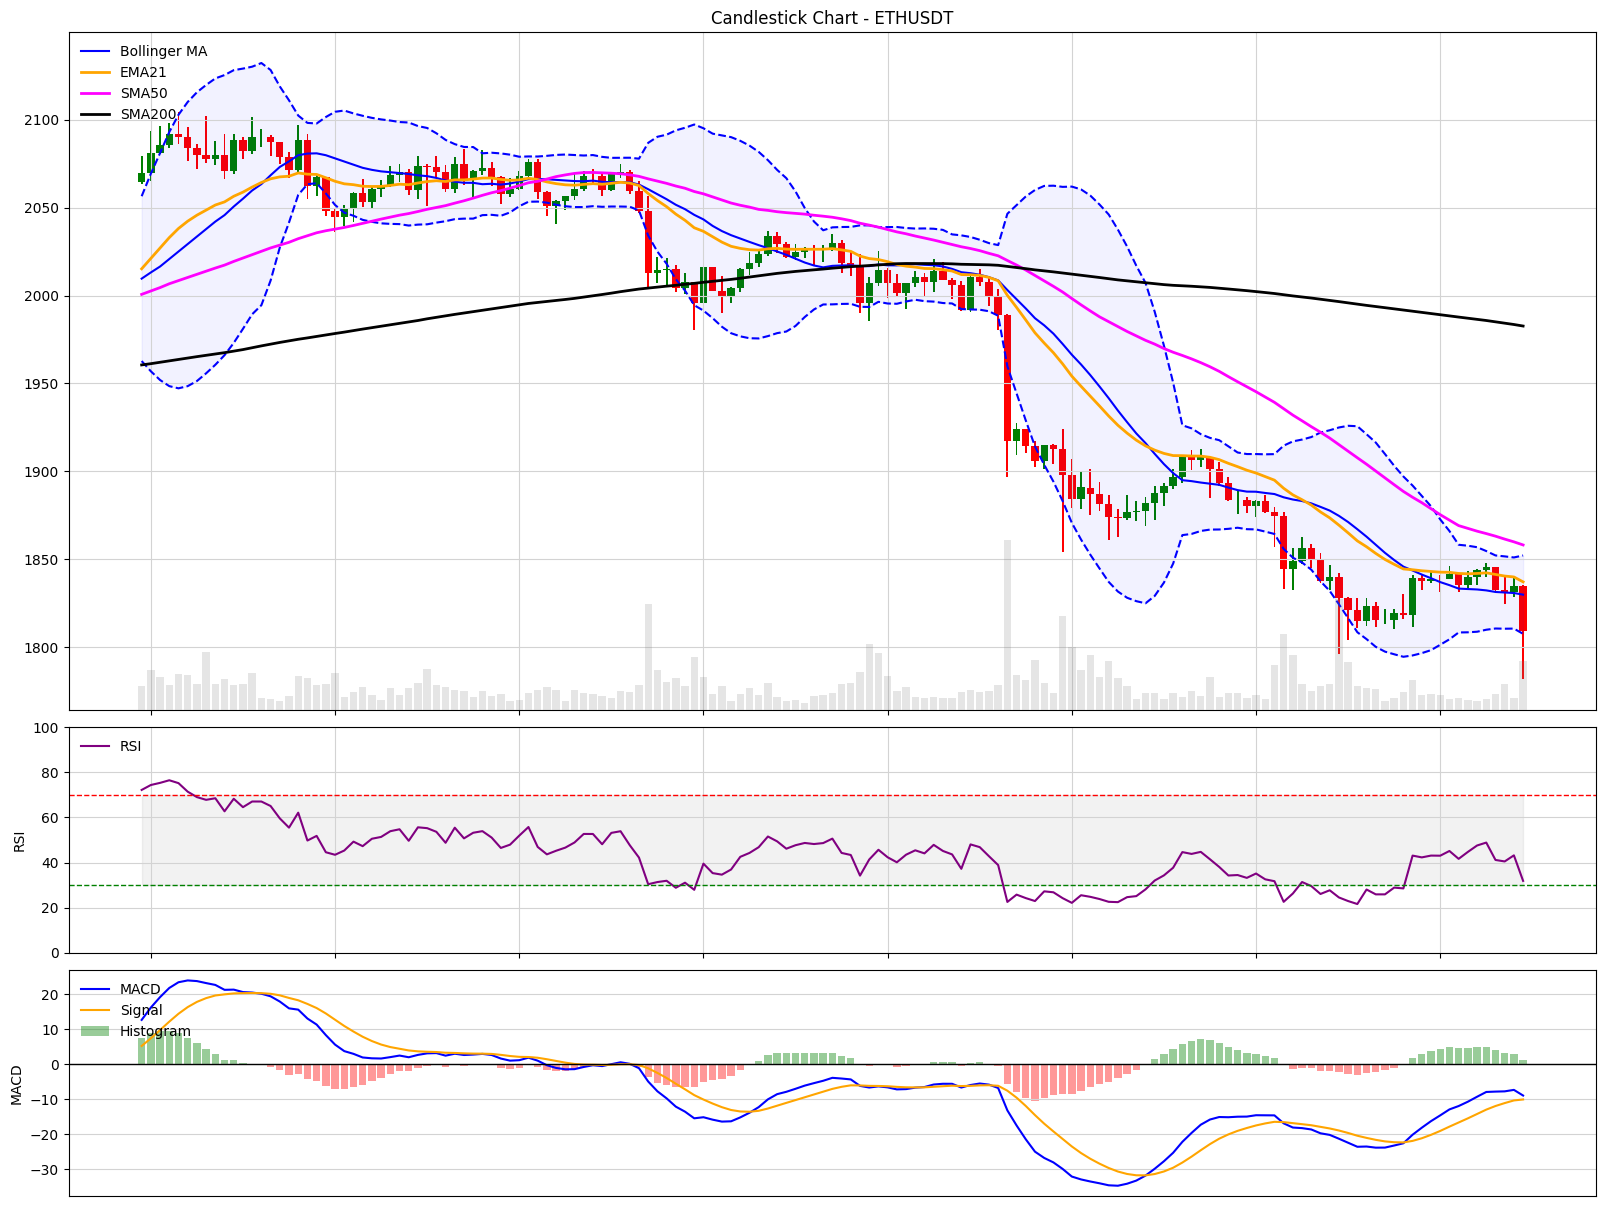 Candlestick Chart - ETHUSDT
Bollinger MA
EMA21
SMA50
SMA200
2100
2050
2000
1950
1900
1850
1800
RSI
100
80
60
40
20
0
RSI
MACD
Signal
Histogram
20
10
0
−10
−20
−30
MACD